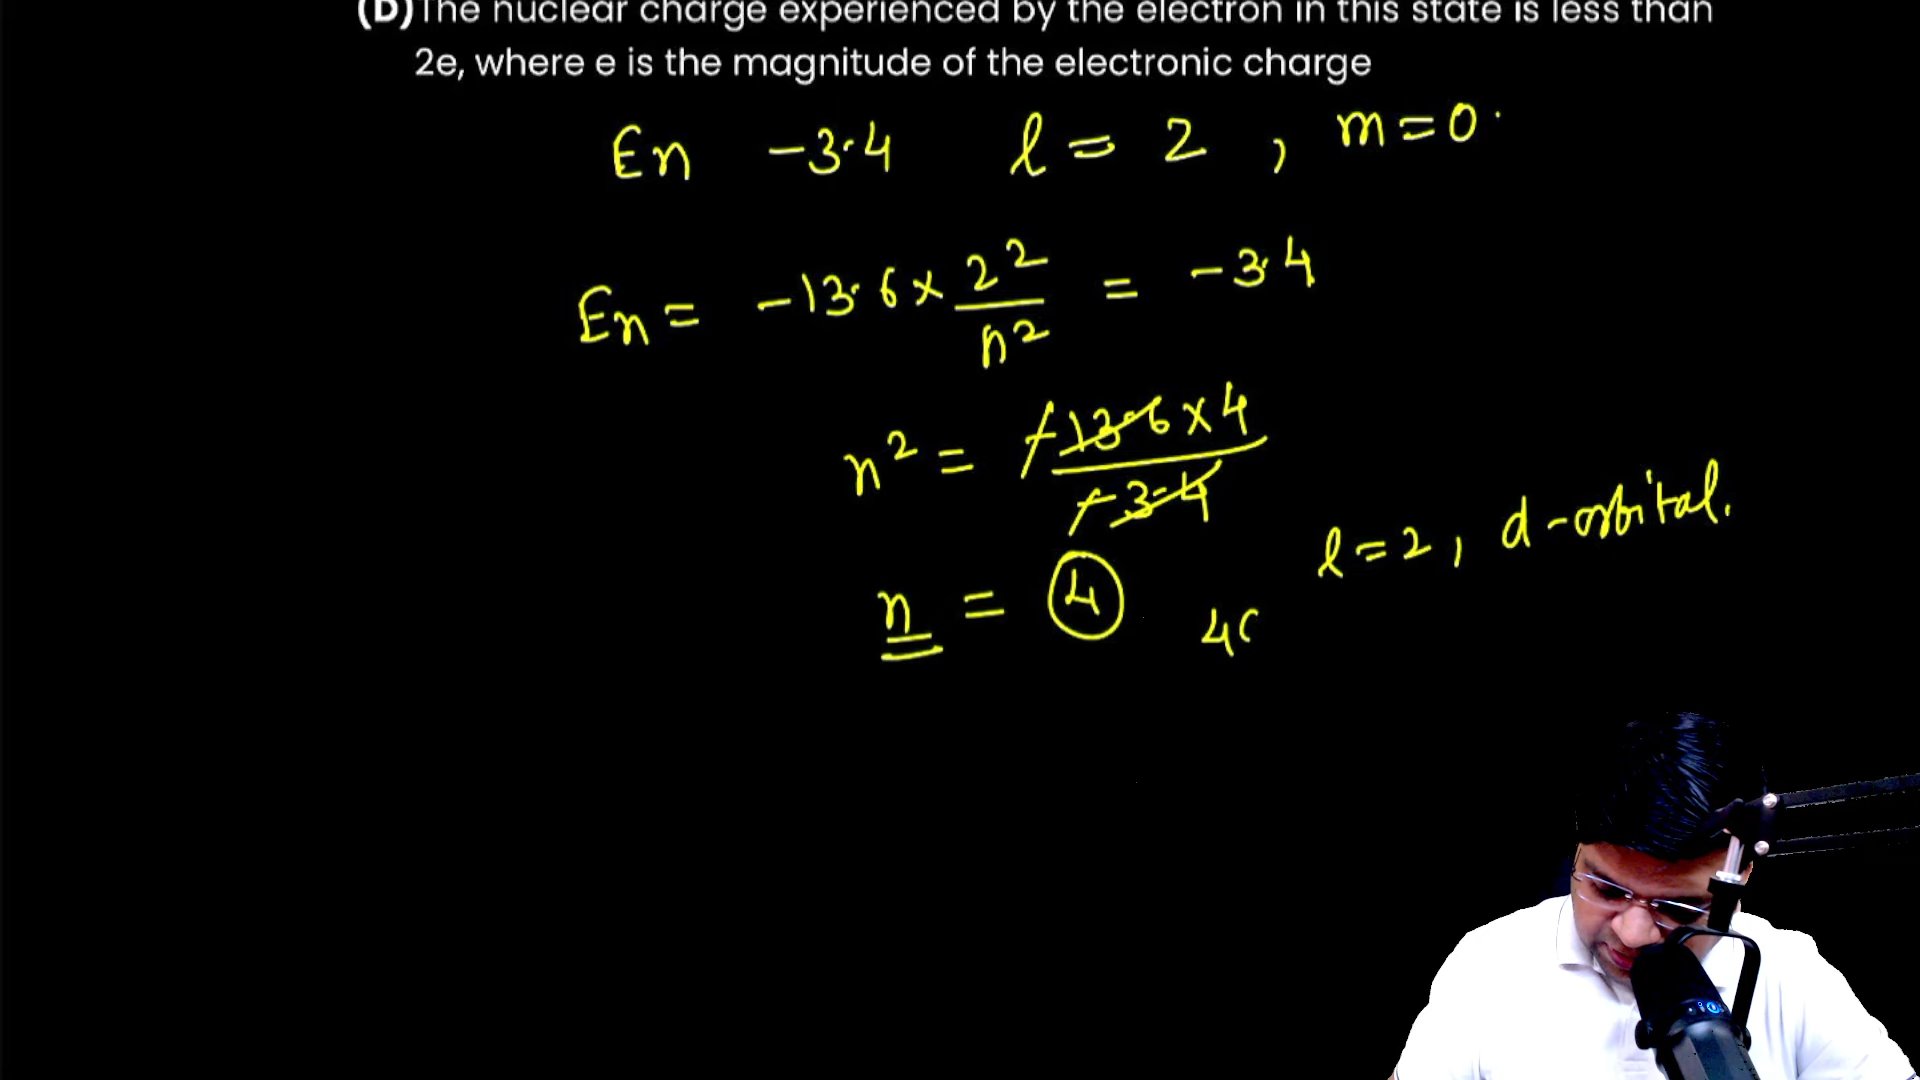 (D) The nuclear charge experienced by the electron in this state is less than
2e, where e is the magnitude of the electronic charge
En -3.4 l = 2 , m=0.
En = -13.6 × 2²/n² = -3.4
n² = -13.6 × 4 / -3.4
l = 2, d-orbital.
n = 4 4